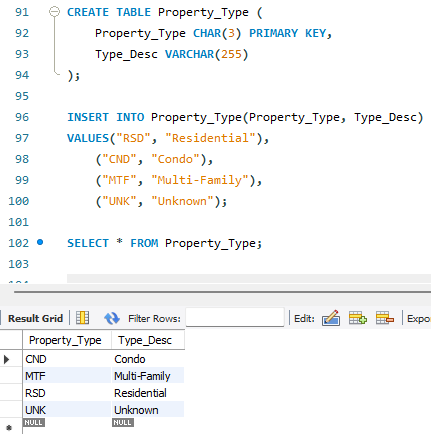 91 CREATE TABLE Property_Type (
92 Property_Type CHAR(3) PRIMARY KEY,
93 Type_Desc VARCHAR(255)
94 );
95
96 INSERT INTO Property_Type(Property_Type, Type_Desc)
97 VALUES("RSD", "Residential"),
98 ("CND", "Condo"),
99 ("MTF", "Multi-Family"),
100 ("UNK", "Unknown");
101
102 SELECT * FROM Property_Type;
103
Result Grid Filter Rows: Edit: Expo
Property_Type Type_Desc
CND Condo
MTF Multi-Family
RSD Residential
UNK Unknown
NULL NULL